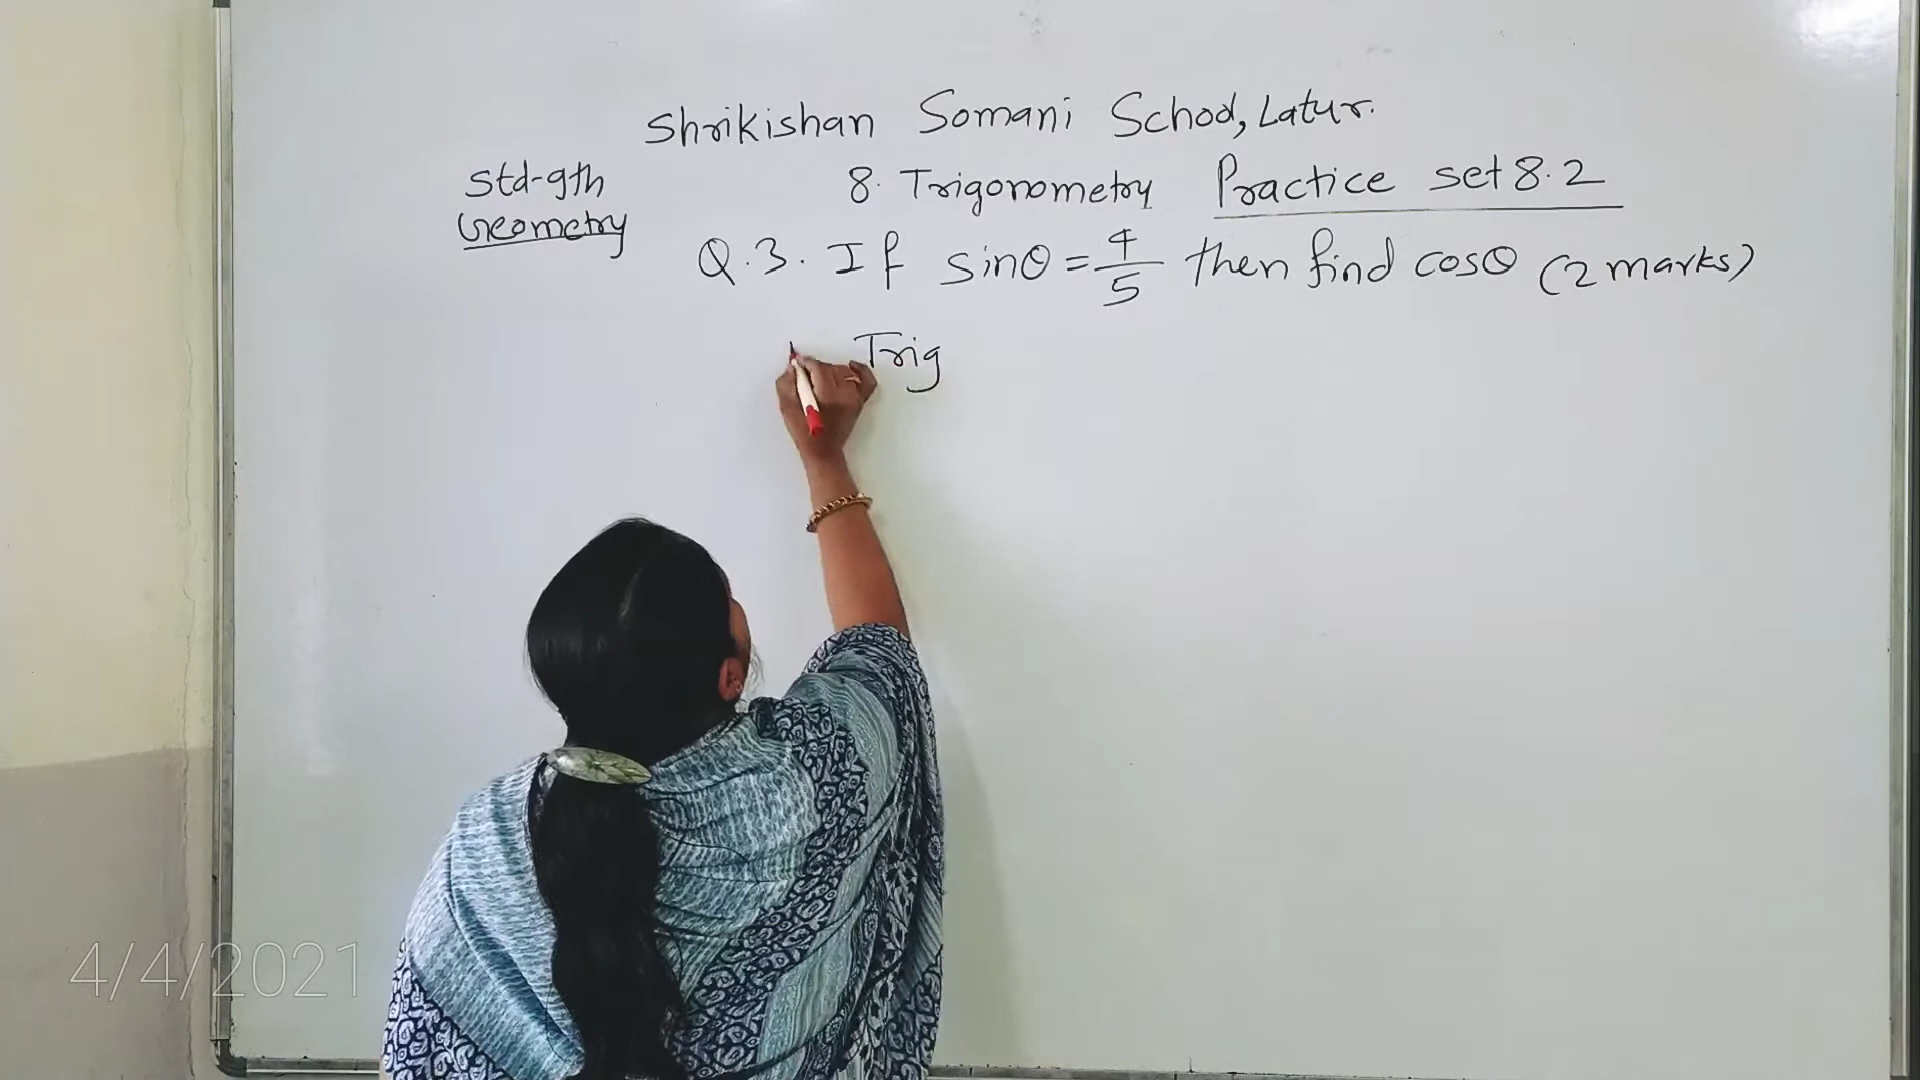 Shrikishan Somani School, Latur.
Std-9th
8. Trigonometry Practice set 8.2
Geometry
Q.3. If sinθ = 4/5 then find cosθ (2 marks)
Trig
4/4/2021